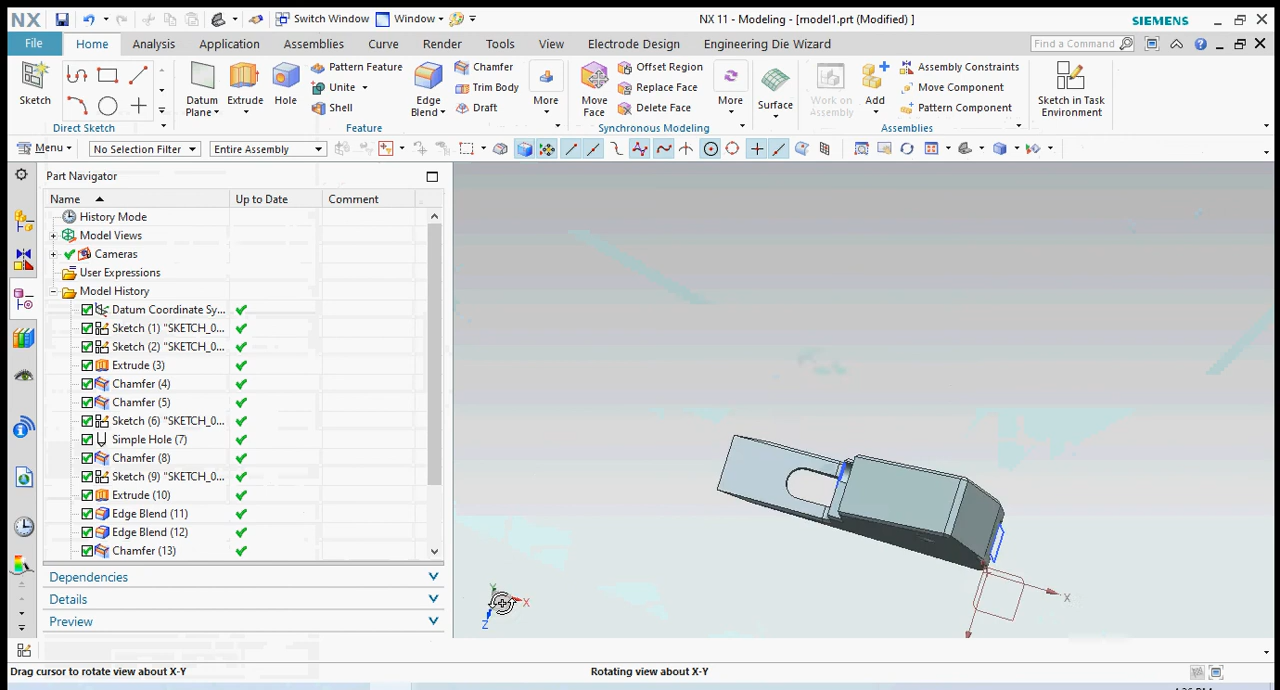 NX
Switch Window
Window
NX 11 - Modeling - [model1.prt (Modified) ]
SIEMENS
File
Home
Analysis
Application
Assemblies
Curve
Render
Tools
View
Electrode Design
Engineering Die Wizard
Find a Command
Sketch
Direct Sketch
Datum Plane
Extrude
Hole
Pattern Feature
Unite
Shell
Edge Blend
Chamfer
Trim Body
Draft
More
Feature
Move Face
Offset Region
Replace Face
Delete Face
More
Synchronous Modeling
Surface
Work on Assembly
Add
Assembly Constraints
Move Component
Pattern Component
Assemblies
Sketch in Task Environment
Menu
No Selection Filter
Entire Assembly
Part Navigator
Name
Up to Date
Comment
History Mode
Model Views
Cameras
User Expressions
Model History
Datum Coordinate Sy...
Sketch (1) "SKETCH_0...
Sketch (2) "SKETCH_0...
Extrude (3)
Chamfer (4)
Chamfer (5)
Sketch (6) "SKETCH_0...
Simple Hole (7)
Chamfer (8)
Sketch (9) "SKETCH_0...
Extrude (10)
Edge Blend (11)
Edge Blend (12)
Chamfer (13)
Dependencies
Details
Preview
Y
X
Z
X
Drag cursor to rotate view about X-Y
Rotating view about X-Y